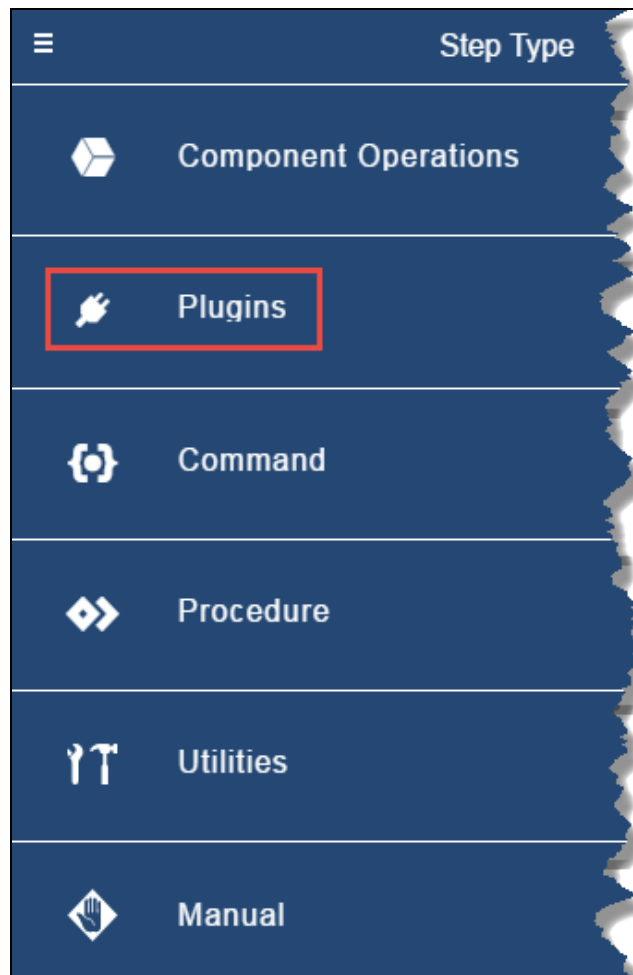 Step Type
Component Operations
Plugins
Command
Procedure
Utilities
Manual